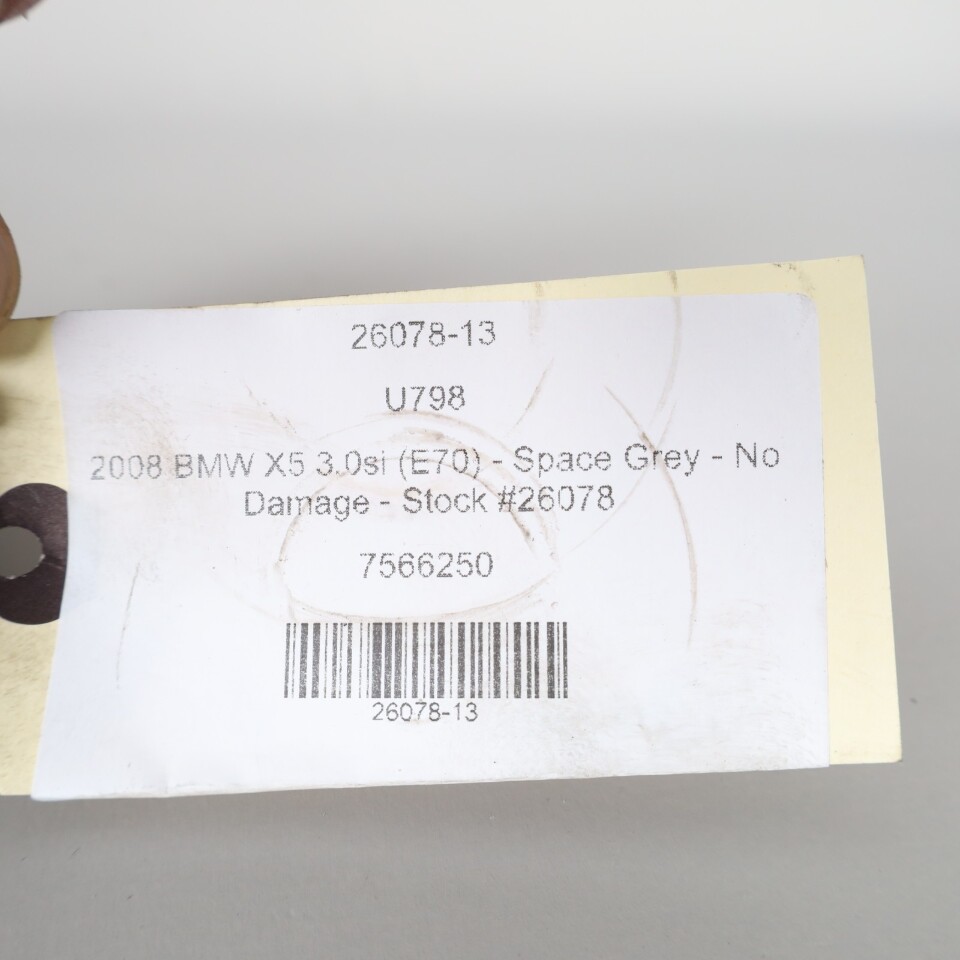 26078-13
U798
2008 BMW X5 3.0si (E70) - Space Grey - No
Damage - Stock #26078
7566250
26078-13